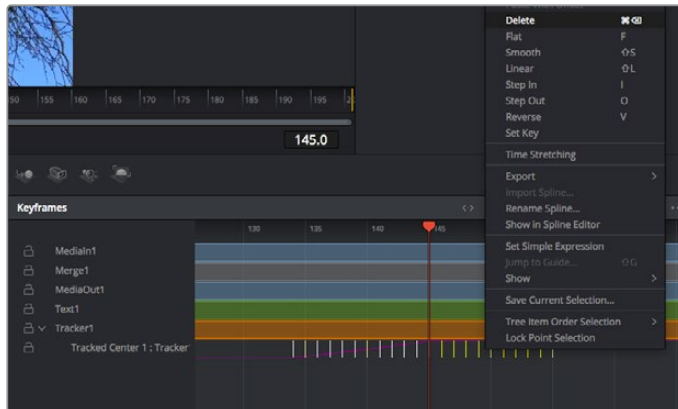 Delete ⌘⌫
Flat F
Smooth ⇧S
Linear ⇧L
Step In I
Step Out O
Reverse V
Set Key
Time Stretching
Export >
Import Spline...
Rename Spline...
Show in Spline Editor
Set Simple Expression
Jump to Guide... ⇧G
Show >
Save Current Selection...
Tree Item Order Selection >
Lock Point Selection
155 160 165 170 175 180 185 190 195
145.0
Keyframes
130 135 140 145
MediaIn1
Merge1
MediaOut1
Text1
Tracker1
Tracked Center 1 : Tracker